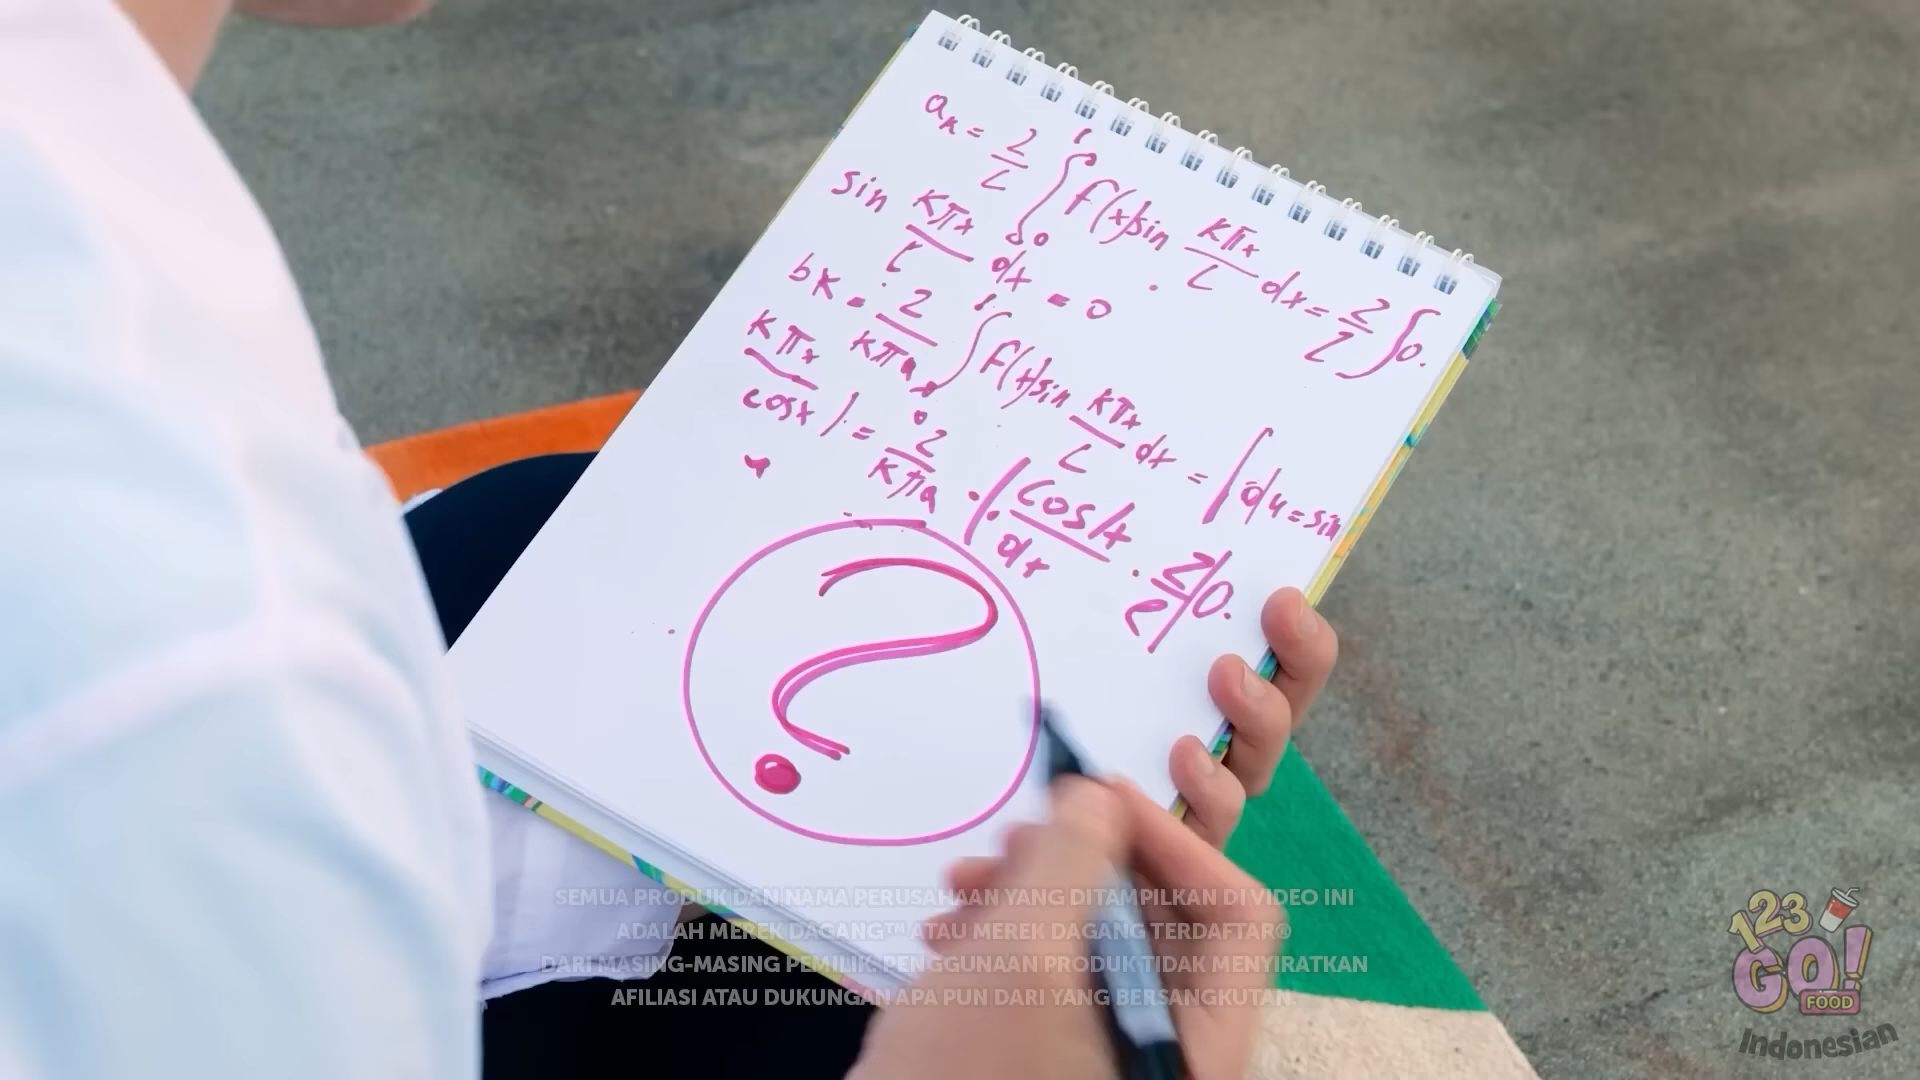 aₖ = 2/L ∫ f(x) sin kπx/L dx = 2/L ∫ 0.
sin kπx/L dx = 0
bₖ = 2/kπa ∫ f(x) sin kπx/L dx = ∫ du = sin
kπx/cosx | = 2/kπa · | cosx/dx · 2/e | 0.
?
SEMUA PRODUK DAN NAMA PERUSAHAAN YANG DITAMPILKAN DI VIDEO INI
ADALAH MEREK DAGANG™ ATAU MEREK DAGANG TERDAFTAR®
DARI MASING-MASING PEMILIK. PENGGUNAAN PRODUK TIDAK MENYIRATKAN
AFILIASI ATAU DUKUNGAN APA PUN DARI YANG BERSANGKUTAN.
123
GO!
FOOD
Indonesian